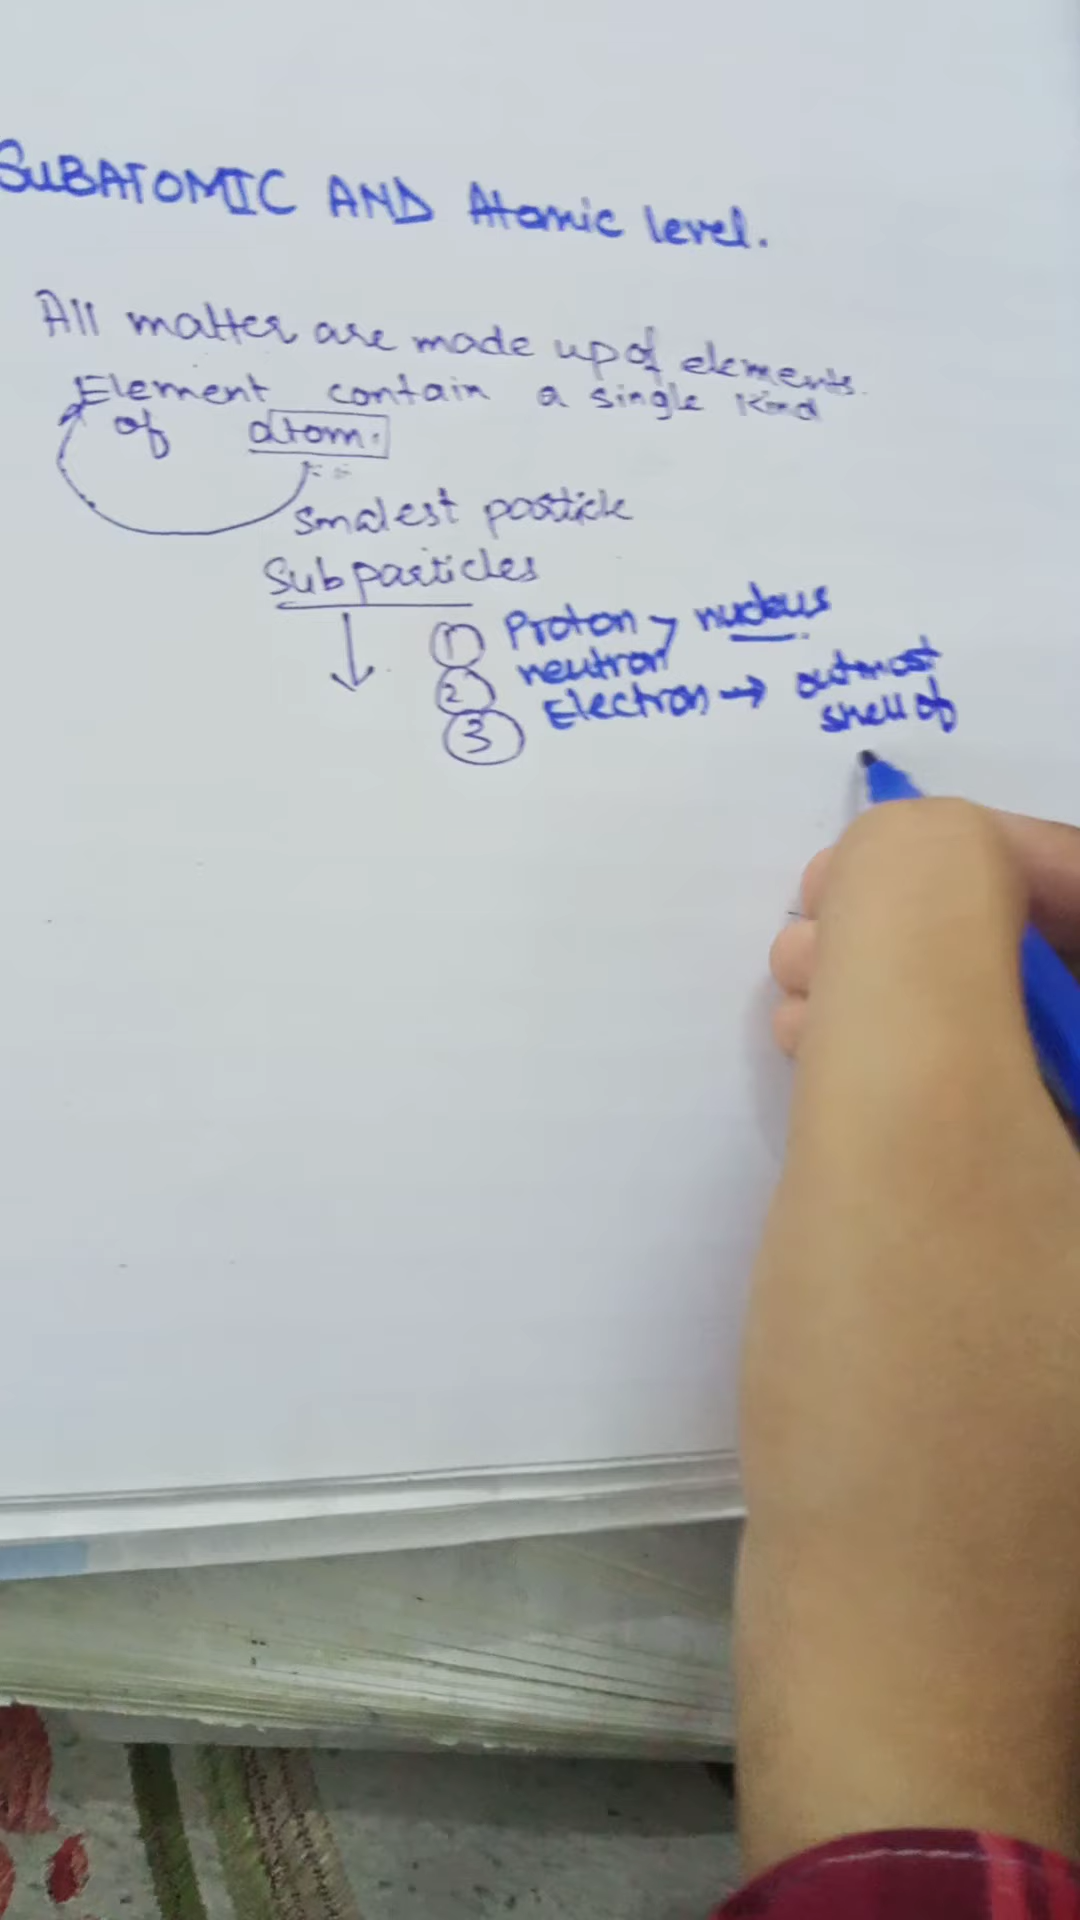 SUBATOMIC AND Atomic level.
All matter are made up of elements.
Element contain a single Kind
of atom.
Smalest particle
Subparticles
1 Proton → nucleus
2 neutron
3 Electron → outmost
shell of